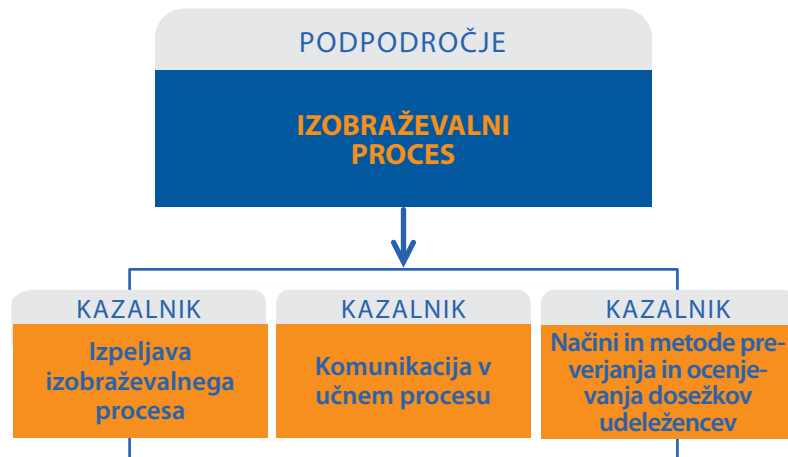 PODPODROČJE
IZOBRAŽEVALNI
PROCES
KAZALNIK
Izpeljava
izobraževalnega
procesa
KAZALNIK
Komunikacija v
učnem procesu
KAZALNIK
Načini in metode pre-
verjanja in ocenje-
vanja dosežkov
udeležencev